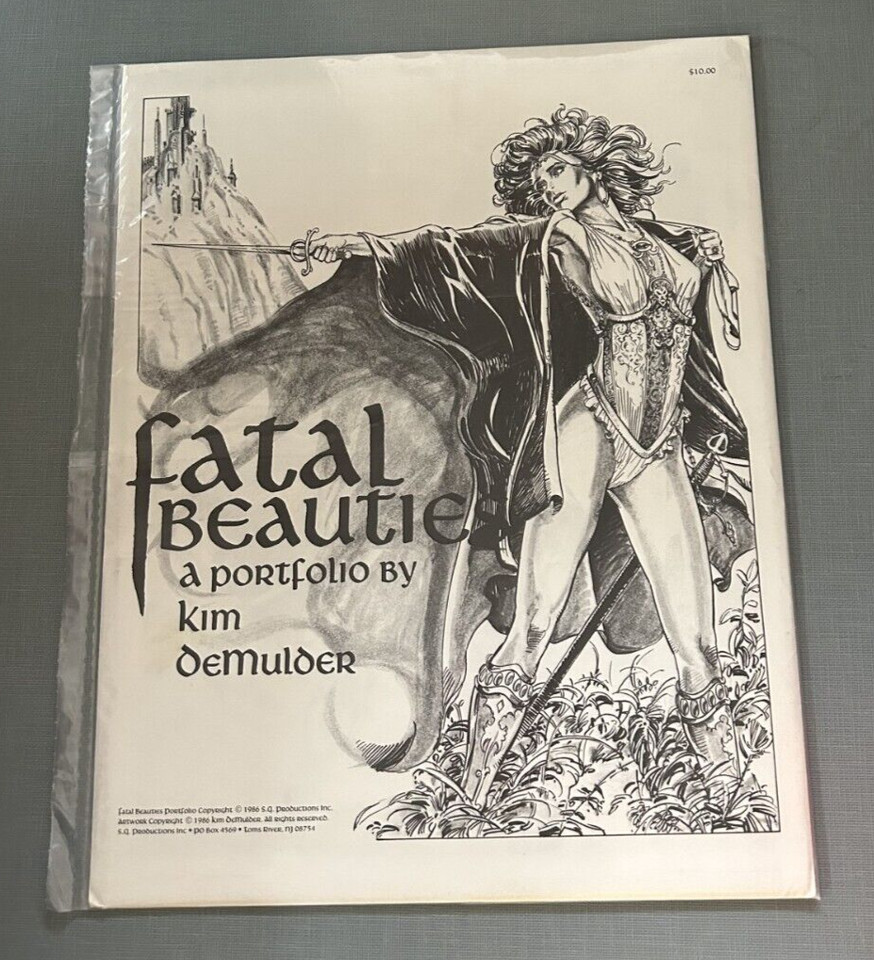 $10.00
fatal
Beauties
a portfolio by
kim
deMulder
Fatal Beauties Portfolio Copyright © 1986 S.Q. Productions Inc.
Artwork Copyright © 1986 Kim DeMulder. All rights reserved.
S.Q. Productions Inc • PO Box 4569 • Toms River, NJ 08754